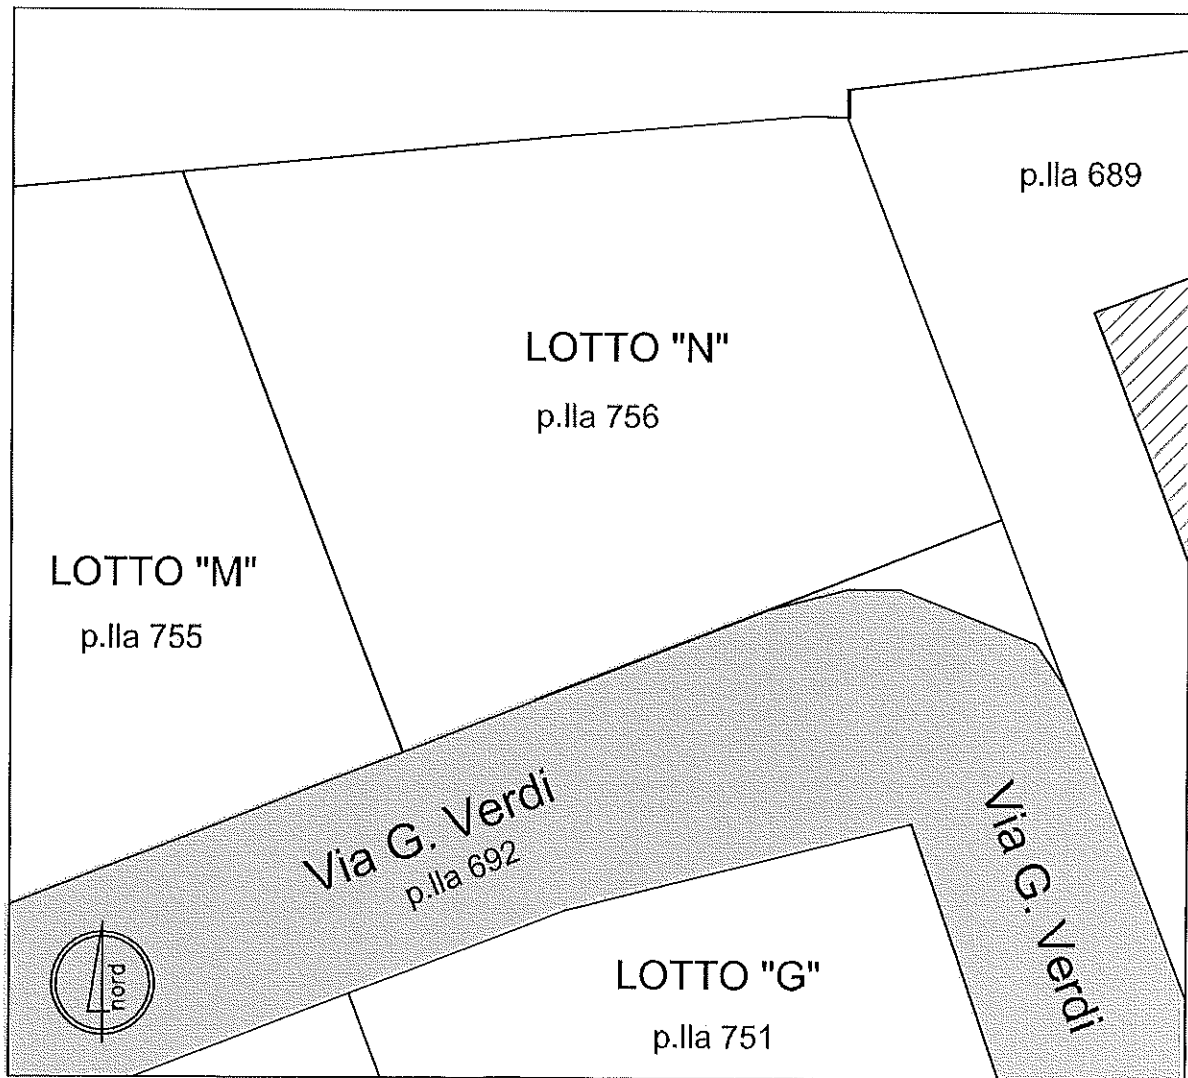 p.lla 689
LOTTO "N"
p.lla 756
LOTTO "M"
p.lla 755
Via G. Verdi
p.lla 692
Via G. Verdi
nord
LOTTO "G"
p.lla 751